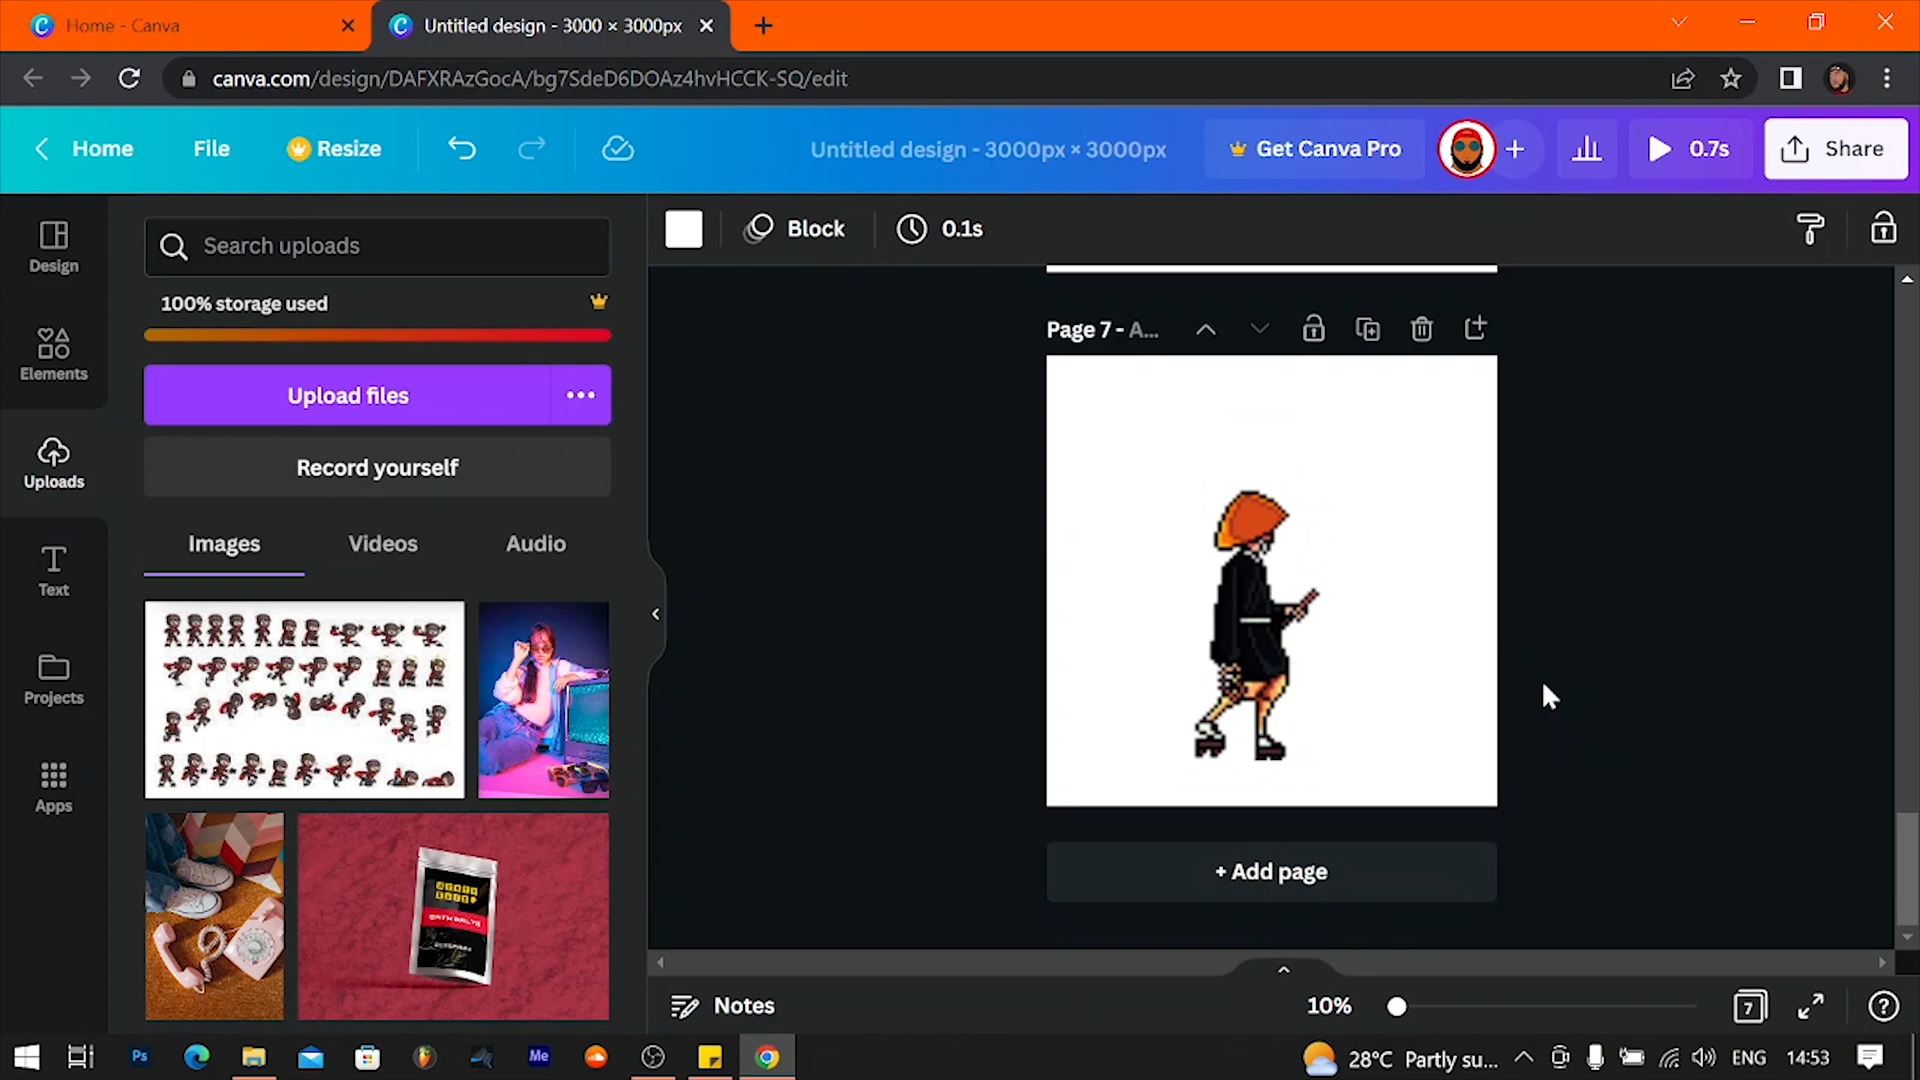 Home - Canva
Untitled design - 3000 × 3000px
canva.com/design/DAFXRAzGocA/bg7SdeD6DOAz4hvHCCK-SQ/edit
Home
File
Resize
Untitled design - 3000px × 3000px
Get Canva Pro
0.7s
Share
Design
Elements
Uploads
Text
Projects
Apps
Search uploads
100% storage used
Upload files
Record yourself
Images
Videos
Audio
Block
0.1s
Page 7 - A...
+ Add page
Notes
10%
7
Ps
Me
28°C Partly su...
ENG
14:53